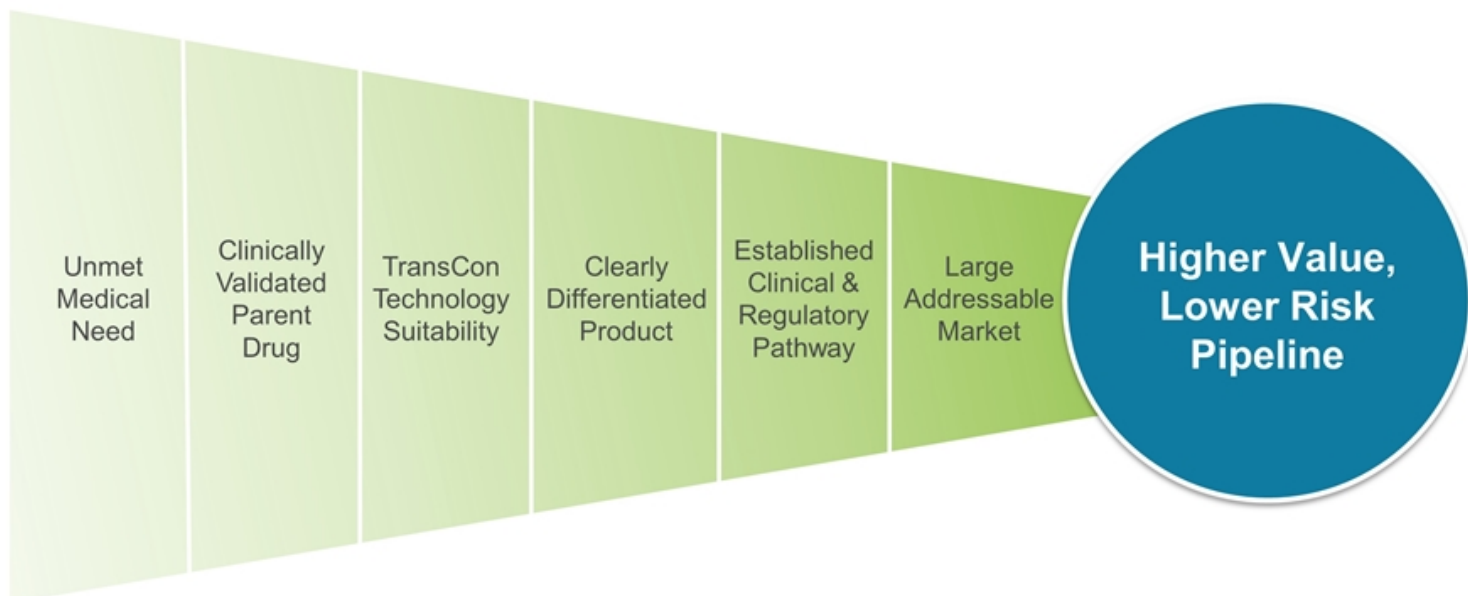 Unmet
Medical
Need
Clinically
Validated
Parent
Drug
TransCon
Technology
Suitability
Clearly
Differentiated
Product
Established
Clinical &
Regulatory
Pathway
Large
Addressable
Market
Higher Value,
Lower Risk
Pipeline